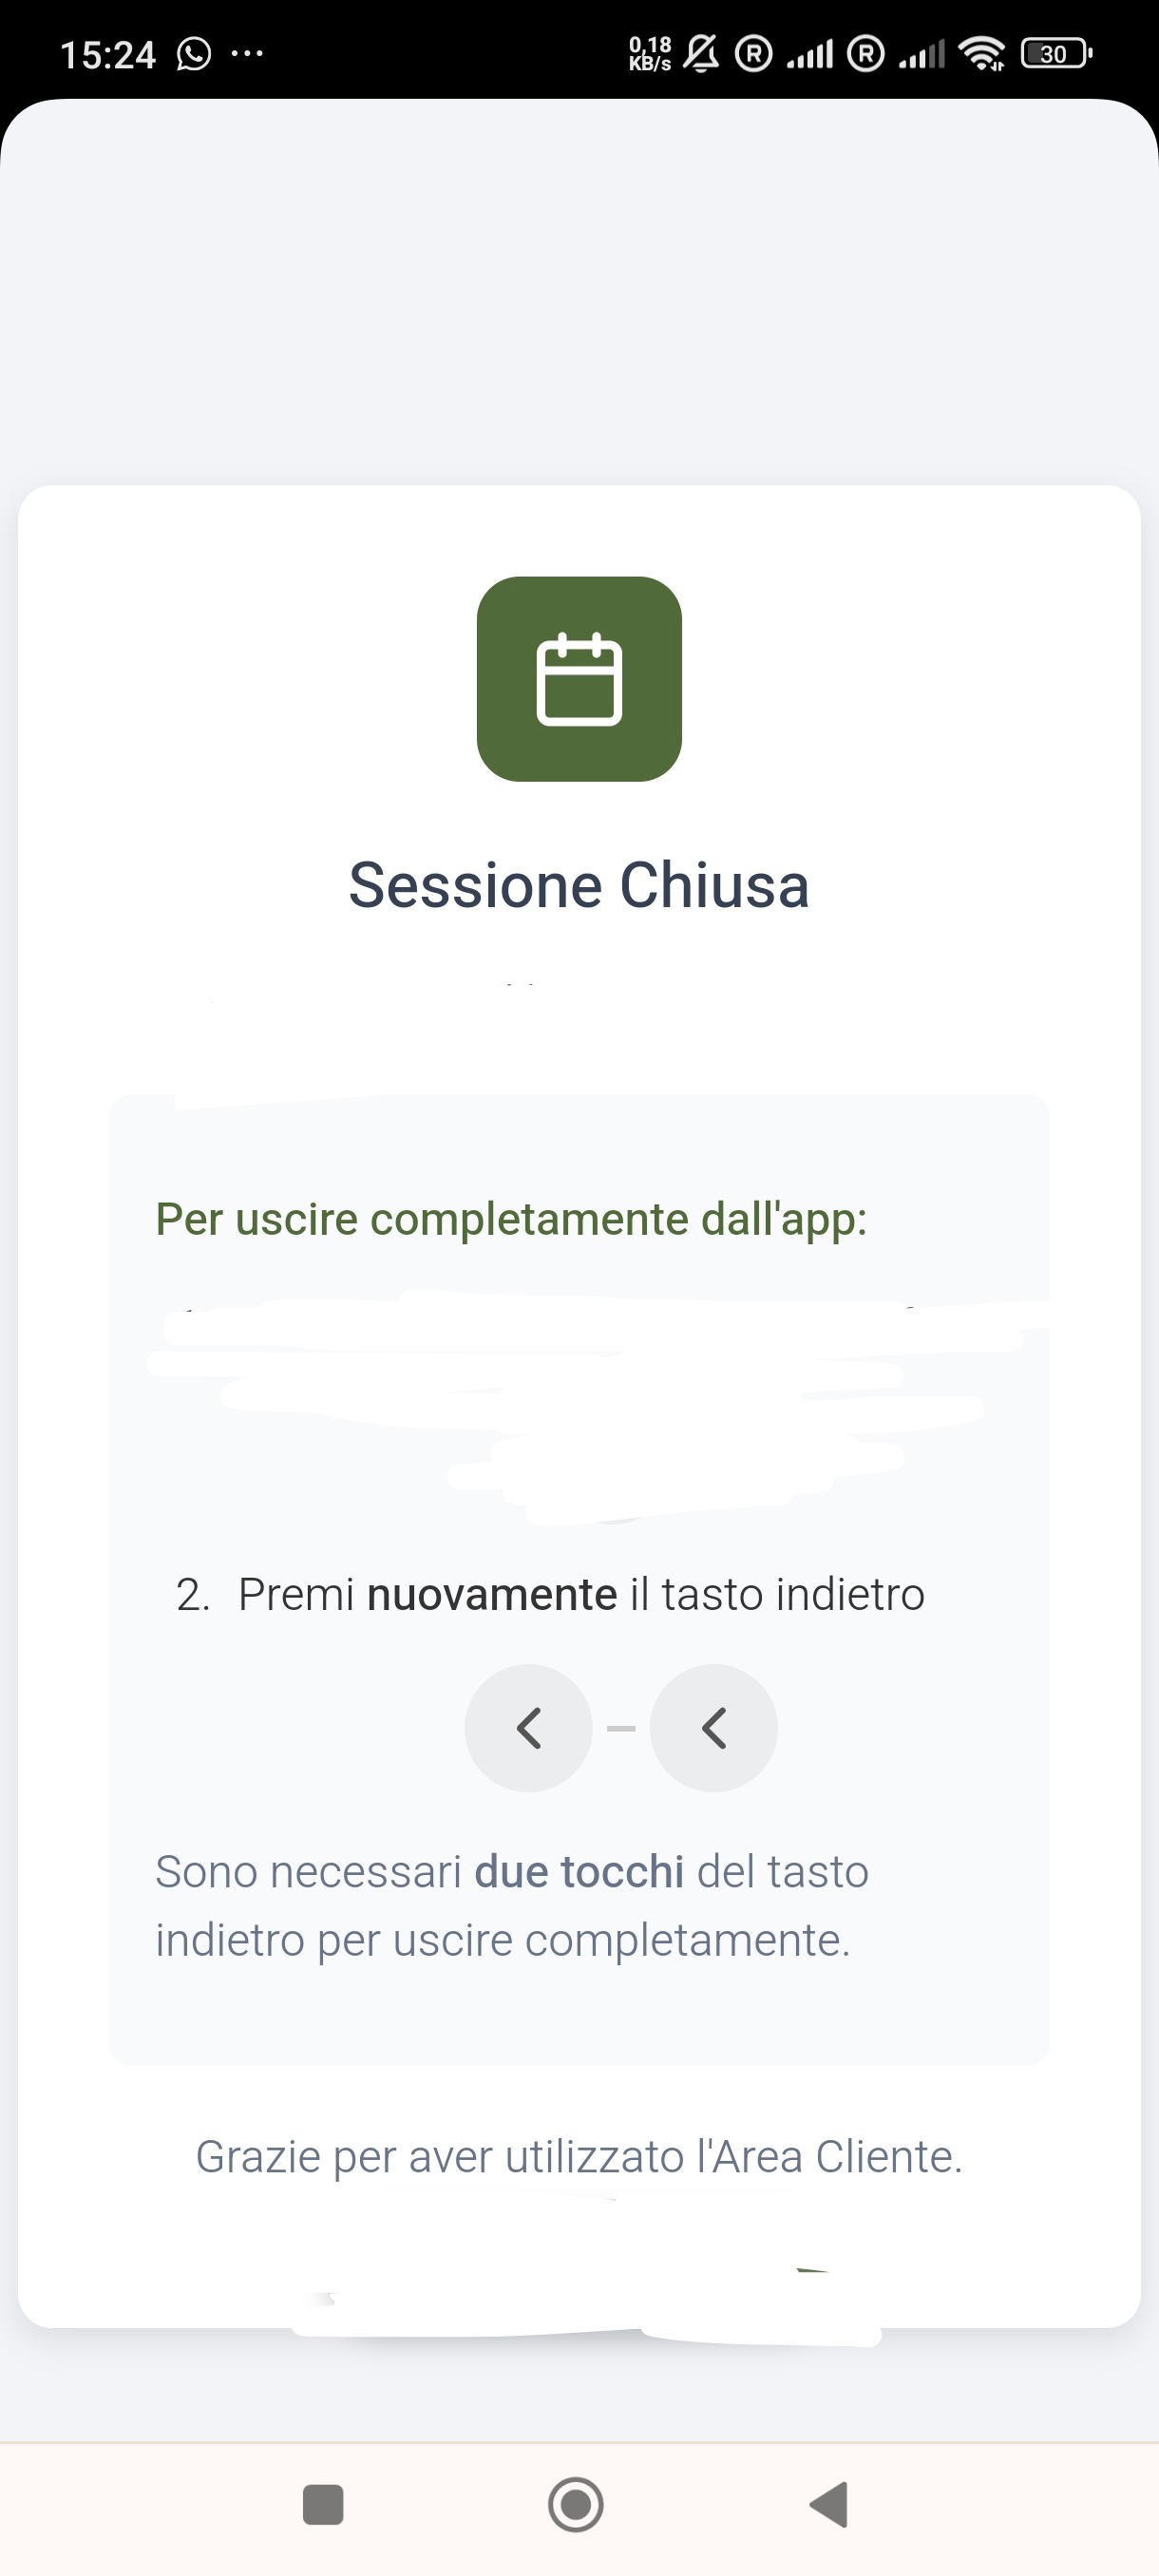 15:24
0,18
KB/s
R
R
30
Sessione Chiusa
Per uscire completamente dall'app:
2. Premi nuovamente il tasto indietro
Sono necessari due tocchi del tasto
indietro per uscire completamente.
Grazie per aver utilizzato l'Area Cliente.